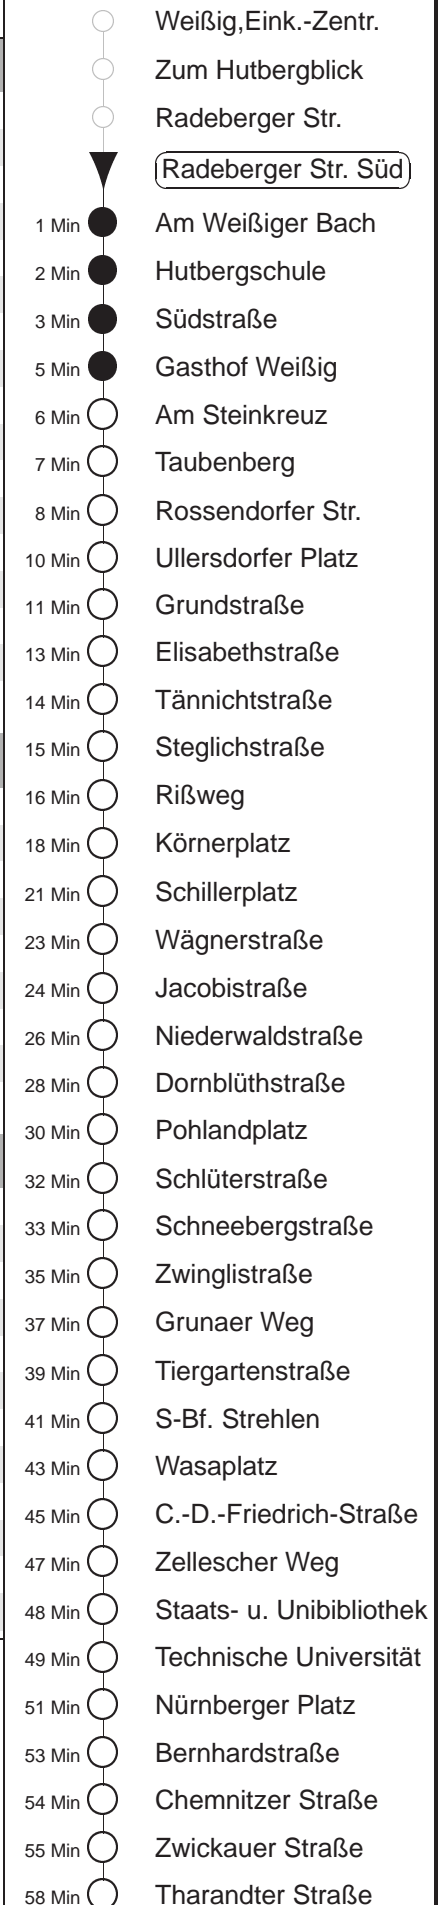 Weißig,Eink.-Zentr.
Zum Hutbergblick
Radeberger Str.
Radeberger Str. Süd
1 Min Am Weißiger Bach
2 Min Hutbergschule
3 Min Südstraße
5 Min Gasthof Weißig
6 Min Am Steinkreuz
7 Min Taubenberg
8 Min Rossendorfer Str.
10 Min Ullersdorfer Platz
11 Min Grundstraße
13 Min Elisabethstraße
14 Min Tännichtstraße
15 Min Steglichstraße
16 Min Rißweg
18 Min Körnerplatz
21 Min Schillerplatz
23 Min Wägnerstraße
24 Min Jacobistraße
26 Min Niederwaldstraße
28 Min Dornblüthstraße
30 Min Pohlandplatz
32 Min Schlüterstraße
33 Min Schneebergstraße
35 Min Zwinglistraße
37 Min Grunaer Weg
39 Min Tiergartenstraße
41 Min S-Bf. Strehlen
43 Min Wasaplatz
45 Min C.-D.-Friedrich-Straße
47 Min Zellescher Weg
48 Min Staats- u. Unibibliothek
49 Min Technische Universität
51 Min Nürnberger Platz
53 Min Bernhardstraße
54 Min Chemnitzer Straße
55 Min Zwickauer Straße
58 Min Tharandter Straße